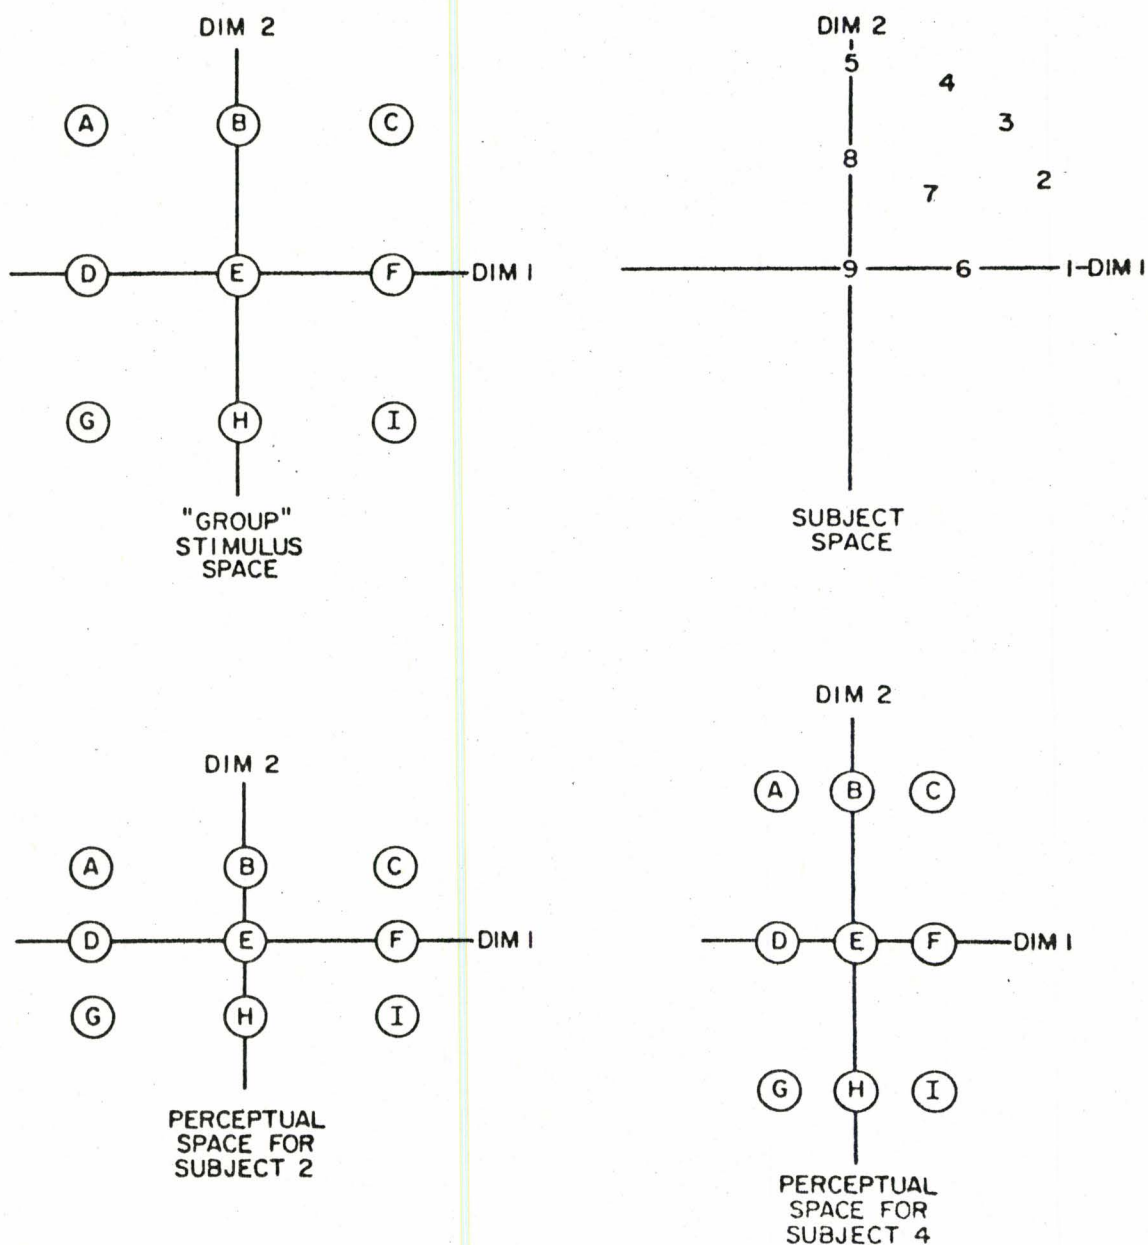 DIM 2
A B C
D E F DIM 1
G H I
"GROUP"
STIMULUS
SPACE
DIM 2
5
4
3
8
2
7
9 6 1-DIM 1
SUBJECT
SPACE
DIM 2
A B C
D E F DIM 1
G H I
PERCEPTUAL
SPACE FOR
SUBJECT 2
DIM 2
A B C
D E F DIM 1
G H I
PERCEPTUAL
SPACE FOR
SUBJECT 4